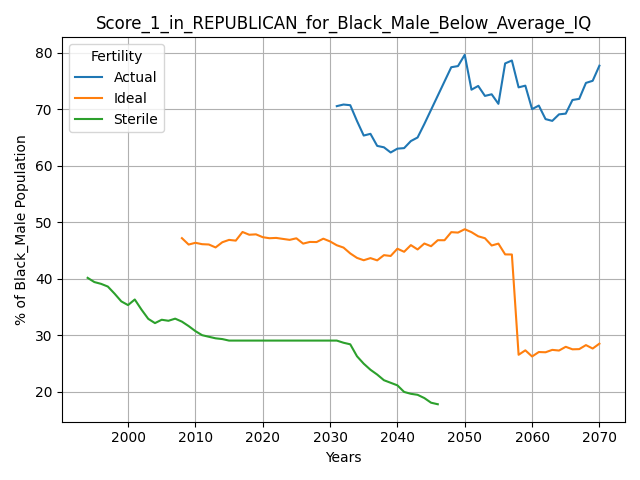 Score_1_in_REPUBLICAN_for_Black_Male_Below_Average_IQ
Fertility
Actual
Ideal
Sterile
% of Black_Male Population
80
70
60
50
40
30
20
2000
2010
2020
2030
2040
2050
2060
2070
Years